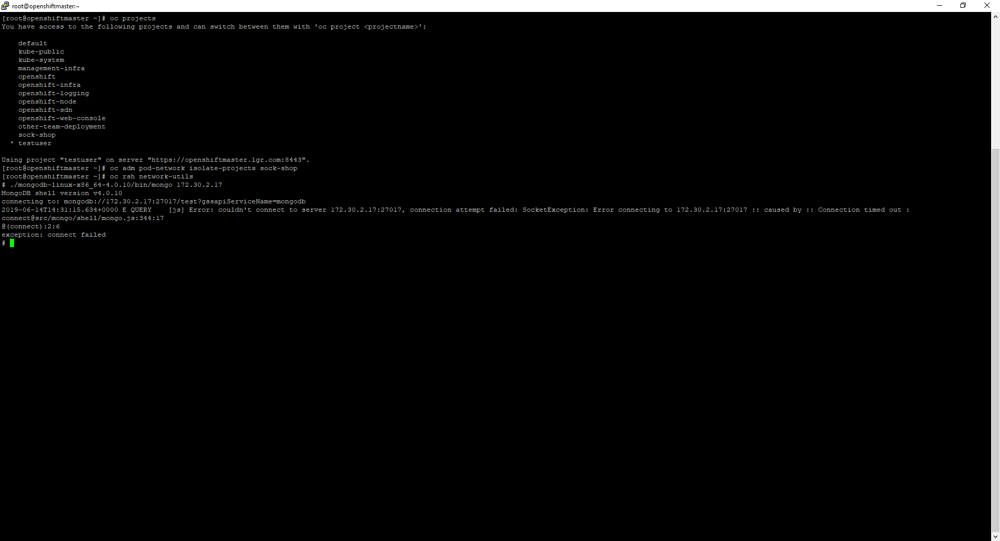 root@openshiftmaster:~
[root@openshiftmaster ~]# oc projects
You have access to the following projects and can switch between them with 'oc project <projectname>':
default
kube-public
kube-system
management-infra
openshift
openshift-infra
openshift-logging
openshift-node
openshift-sdn
openshift-web-console
other-team-deployment
sock-shop
* testuser
Using project "testuser" on server "https://openshiftmaster.lgr.com:8443".
[root@openshiftmaster ~]# oc adm pod-network isolate-projects sock-shop
[root@openshiftmaster ~]# oc rsh network-utils
# ./mongodb-linux-x86_64-4.0.10/bin/mongo 172.30.2.17
MongoDB shell version v4.0.10
connecting to: mongodb://172.30.2.17:27017/test?gssapiServiceName=mongodb
2019-06-14T14:31:15.634+0000 E QUERY    [js] Error: couldn't connect to server 172.30.2.17:27017, connection attempt failed: SocketException: Error connecting to 172.30.2.17:27017 :: caused by :: Connection timed out :
connect@src/mongo/shell/mongo.js:344:17
@(connect):2:6
exception: connect failed
#